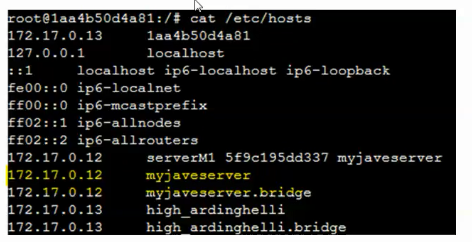 root@1aa4b50d4a81:/# cat /etc/hosts
172.17.0.13 1aa4b50d4a81
127.0.0.1 localhost
::1 localhost ip6-localhost ip6-loopback
fe00::0 ip6-localnet
ff00::0 ip6-mcastprefix
ff02::1 ip6-allnodes
ff02::2 ip6-allrouters
172.17.0.12 serverM1 5f9c195dd337 myjaveserver
172.17.0.12 myjaveserver
172.17.0.12 myjaveserver.bridge
172.17.0.13 high_ardinghelli
172.17.0.13 high_ardinghelli.bridge